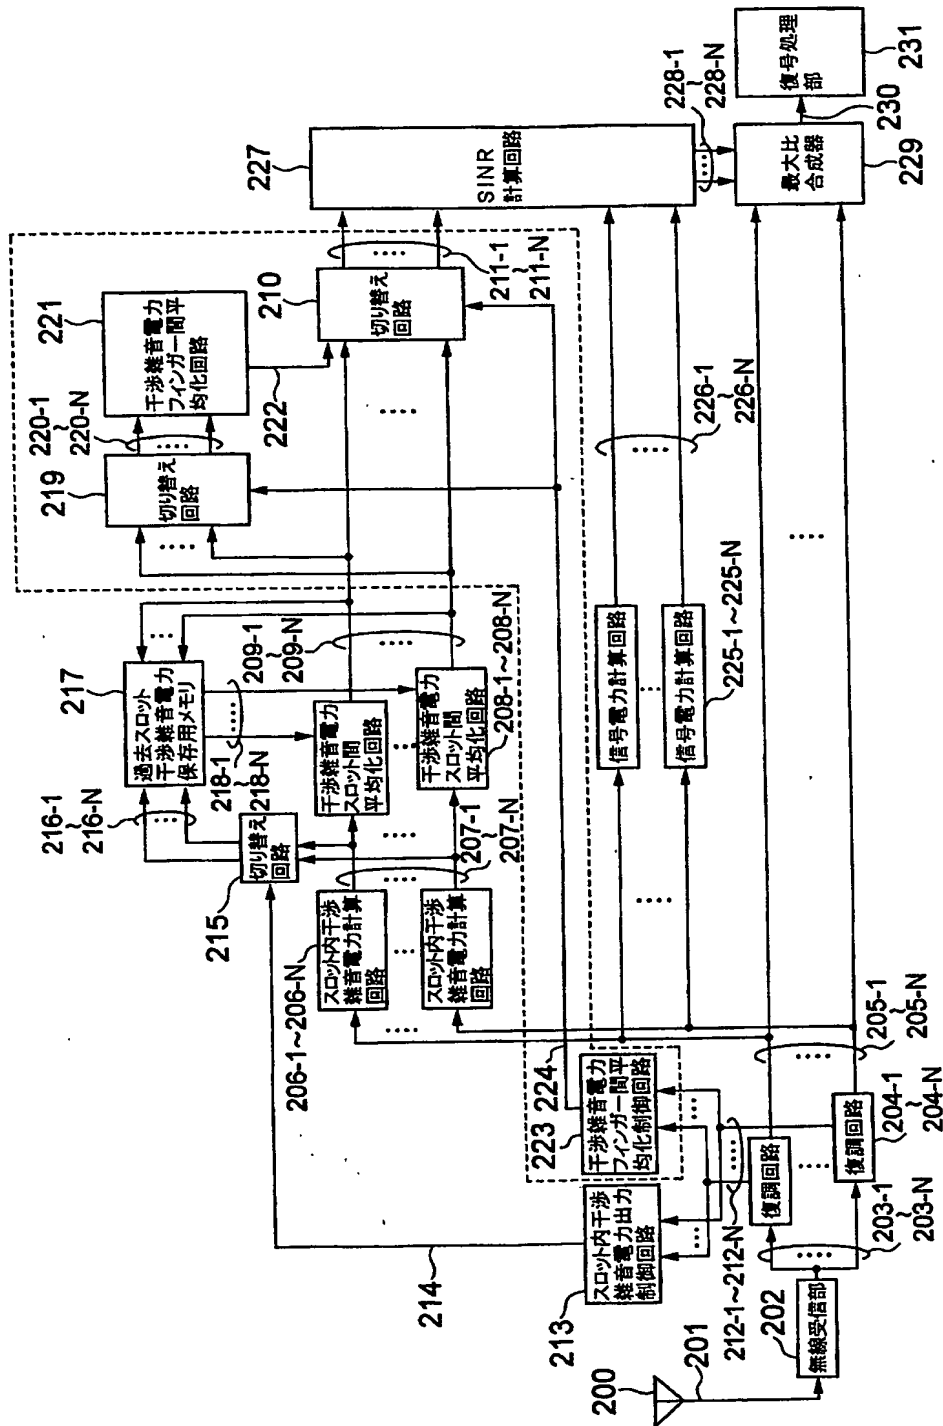 200
201
202
無線受信部
203-1
~
203-N
復調回路
復調回路
204-1
~
204-N
205-1
~
205-N
212-1~212-N
213
スロット内干渉
雑音電力出力
制御回路
214
223
干渉雑音電力
フィンガー間平
均化制御回路
224
206-1~206-N
スロット内干渉
雑音電力計算
回路
スロット内干渉
雑音電力計算
回路
207-1
~
207-N
215
切り替え
回路
216-1
~
216-N
217
過去スロット
干渉雑音電力
保存用メモリ
218-1
~
218-N
干渉雑音電力
スロット間
平均化回路
干渉雑音電力
スロット間
平均化回路
208-1~208-N
209-1
~
209-N
219
切り替え
回路
220-1
~
220-N
221
干渉雑音電力
フィンガー間平
均化回路
222
210
切り替え
回路
211-1
~
211-N
信号電力計算回路
信号電力計算回路
225-1~225-N
226-1
~
226-N
227
SINR
計算回路
228-1
~
228-N
最大比
合成器
229
230
復号処理
部
231